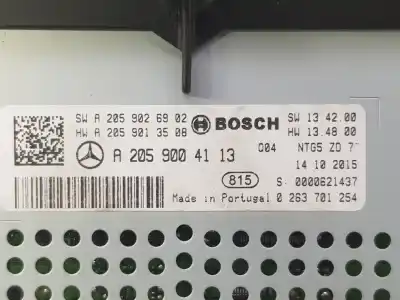 SW A 205 902 69 02
HW A 205 901 35 08
BOSCH
SW 13 42.00
HW 13.48 00
A 205 900 41 13
004
NTG5 ZD 7"
14 10 2015
815
S- 0000621437
Made in Portugal 0 263 701 254